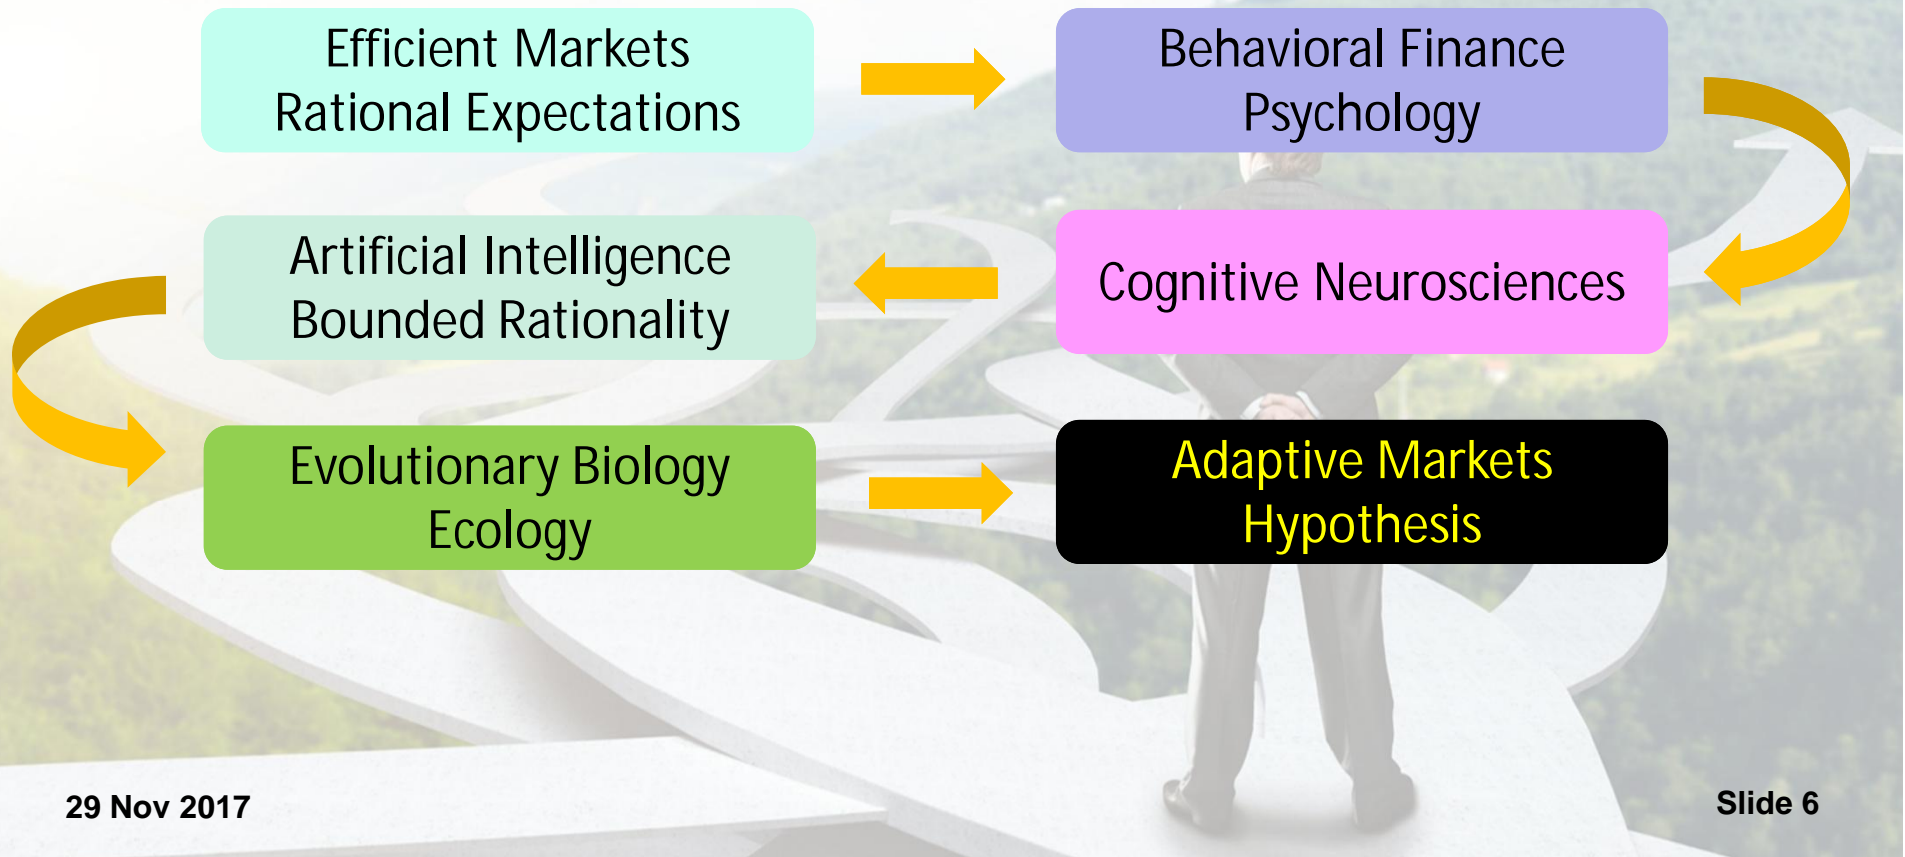 Efficient Markets
Rational Expectations
Behavioral Finance
Psychology
Cognitive Neurosciences
Artificial Intelligence
Bounded Rationality
Evolutionary Biology
Ecology
Adaptive Markets
Hypothesis
29 Nov 2017
Slide 6